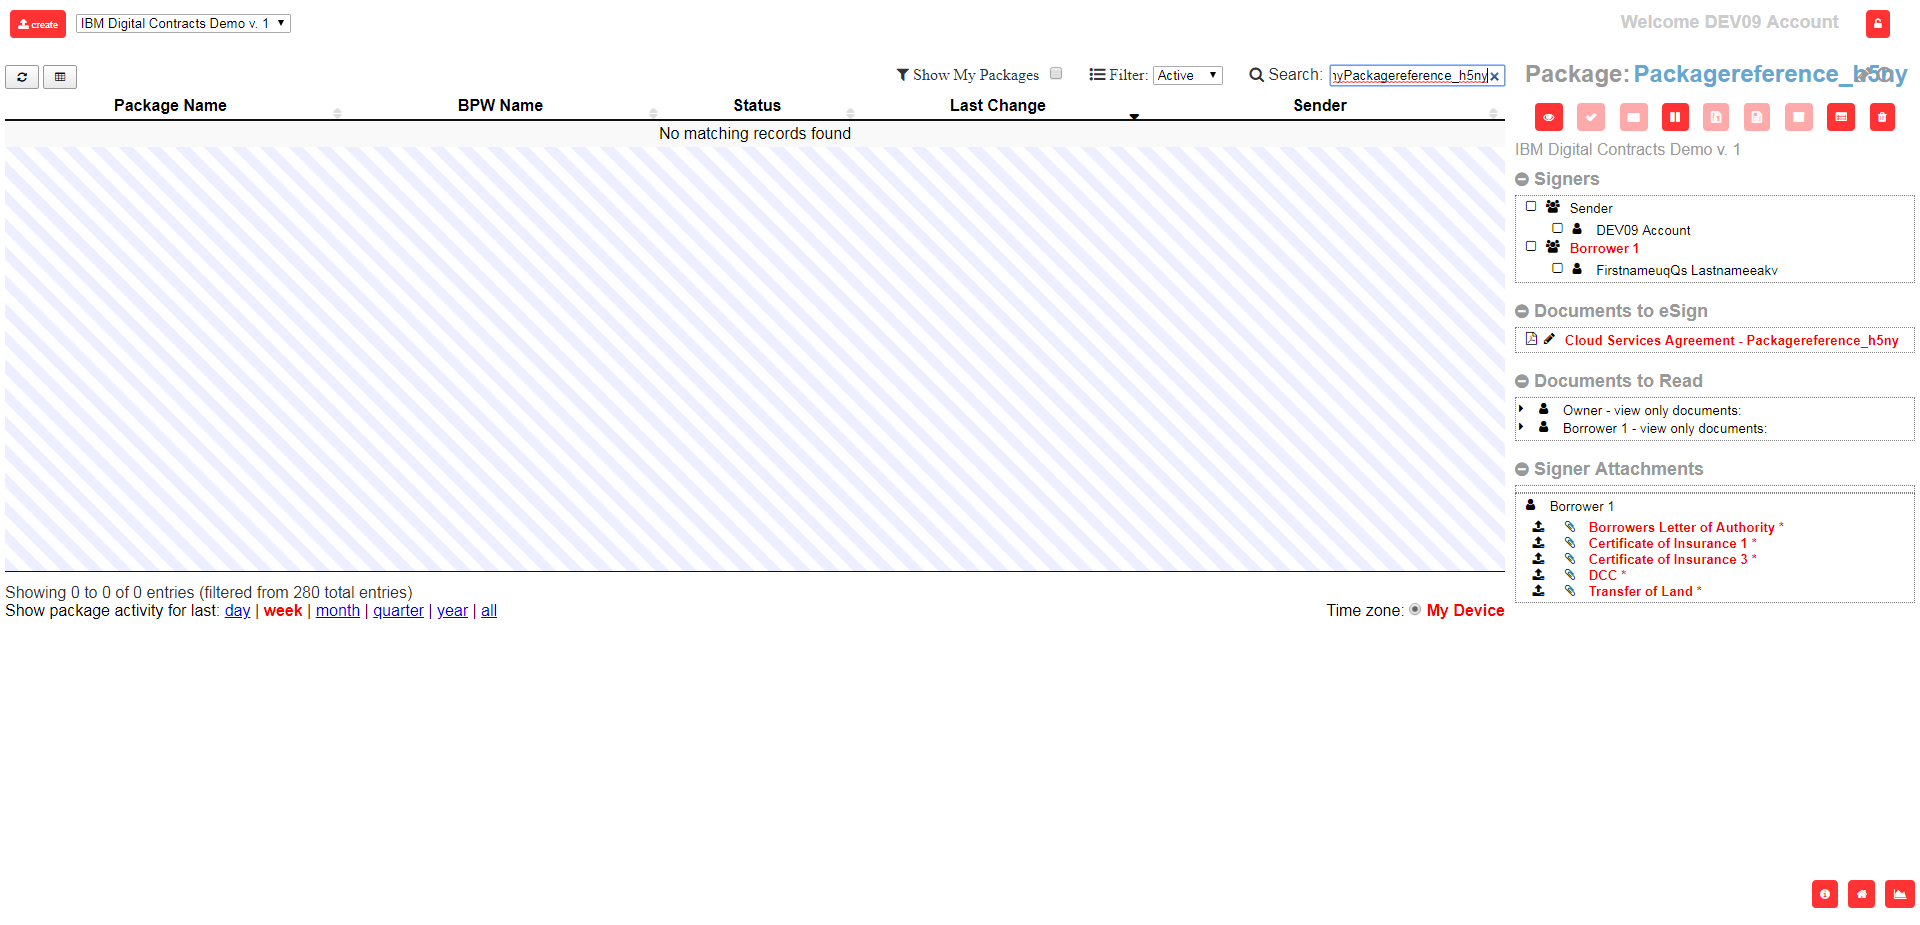 create
IBM Digital Contracts Demo v. 1
Welcome DEV09 Account
Show My Packages
Filter: Active
Search: nyPackagereference_h5ny
Package Name
BPW Name
Status
Last Change
Sender
No matching records found
Showing 0 to 0 of 0 entries (filtered from 280 total entries)
Show package activity for last: day | week | month | quarter | year | all
Time zone: My Device
Package: Packagereference_h5ny
IBM Digital Contracts Demo v. 1
Signers
Sender
DEV09 Account
Borrower 1
FirstnameuqQs Lastnameeakv
Documents to eSign
Cloud Services Agreement - Packagereference_h5ny
Documents to Read
Owner - view only documents:
Borrower 1 - view only documents:
Signer Attachments
Borrower 1
Borrowers Letter of Authority *
Certificate of Insurance 1 *
Certificate of Insurance 3 *
DCC *
Transfer of Land *